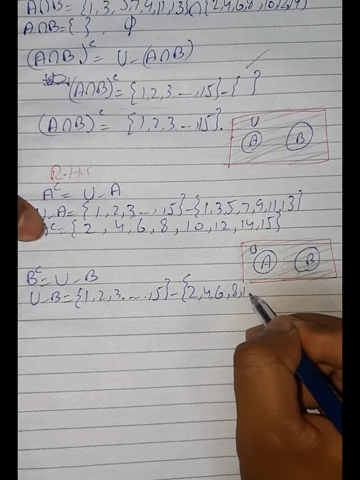 A∩B = {1, 3, 5, 7, 9, 11, 13} ∩ {2, 4, 6, 8, 10, 12, 14}
A∩B = { } , ϕ
(A∩B)ᶜ = U - (A∩B)
(A∩B)ᶜ = {1, 2, 3 ...., 15} - { }
(A∩B)ᶜ = {1, 2, 3 ...., 15}.
U
A
B
R.H.S
Aᶜ = U - A
U - A = {1, 2, 3 ...., 15} - {1, 3, 5, 7, 9, 11, 13}
Aᶜ = {2, 4, 6, 8, 10, 12, 14, 15}
U
A
B
Bᶜ = U - B
U - B = {1, 2, 3 .... 15} - {2, 4, 6, 8, 1